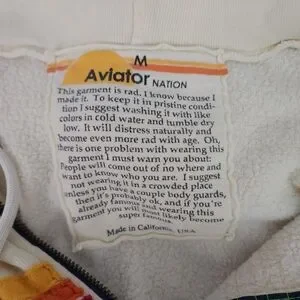 M
Aviator NATION
This garment is rad. I know because I
made it. To keep it in pristine condi-
tion I suggest washing it with like
colors in cold water and tumble dry
low. It will distress naturally and
become even more rad with age. Oh,
there is one problem with wearing this
garment I must warn you about:
People will come out of no where and
want to know who you are. I suggest
not wearing it in a crowded place
unless you have a couple body guards,
then it's probably ok, and if you're
already famous and wearing this
garment you will most likely become
super famous.
Made in California, USA